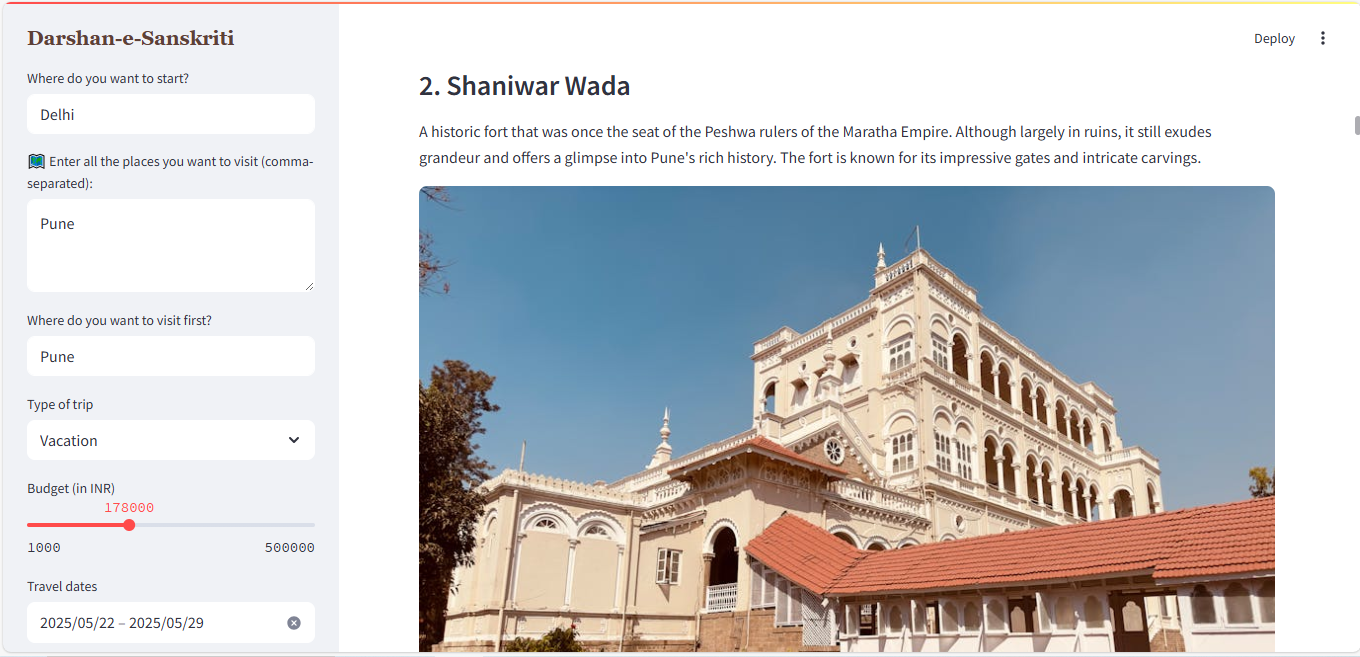 Darshan-e-Sanskriti
Where do you want to start?
Delhi
Enter all the places you want to visit (comma-
separated):
Pune
Where do you want to visit first?
Pune
Type of trip
Vacation
Budget (in INR)
178000
1000 500000
Travel dates
2025/05/22 – 2025/05/29
Deploy
2. Shaniwar Wada
A historic fort that was once the seat of the Peshwa rulers of the Maratha Empire. Although largely in ruins, it still exudes
grandeur and offers a glimpse into Pune's rich history. The fort is known for its impressive gates and intricate carvings.